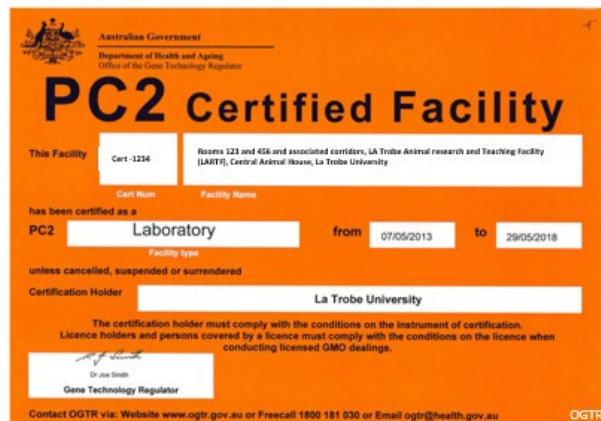 Australian Government
Department of Health and Ageing
Office of the Gene Technology Regulator
PC2 Certified Facility
This Facility
Cert -1234
Rooms 123 and 456 and associated corridors, LA Trobe Animal research and Teaching Facility
(LARTF), Central Animal House, La Trobe University
Cert Num
Facility Name
has been certified as a
PC2
Laboratory
from
07/05/2013
to
29/05/2018
Facility type
unless cancelled, suspended or surrendered
Certification Holder
La Trobe University
The certification holder must comply with the conditions on the instrument of certification.
Licence holders and persons covered by a licence must comply with the conditions on the licence when
conducting licensed GMO dealings.
Dr Joe Smith
Gene Technology Regulator
Contact OGTR via: Website www.ogtr.gov.au or Freecall 1800 181 030 or Email ogtr@health.gov.au
OGTR